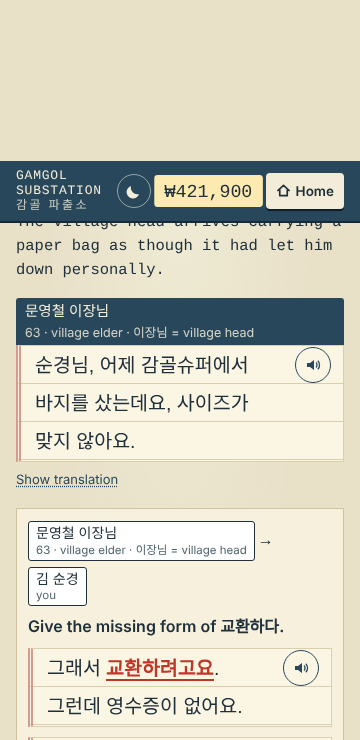 GAMGOL
SUBSTATION
감골 파출소
₩421,900
Home
The village head arrives carrying a
paper bag as though it had let him
down personally.
문영철 이장님
63 · village elder · 이장님 = village head
순경님, 어제 감골슈퍼에서
바지를 샀는데요, 사이즈가
맞지 않아요.
Show translation
문영철 이장님
63 · village elder · 이장님 = village head
→
김 순경
you
Give the missing form of 교환하다.
그래서 교환하려고요.
그런데 영수증이 없어요.